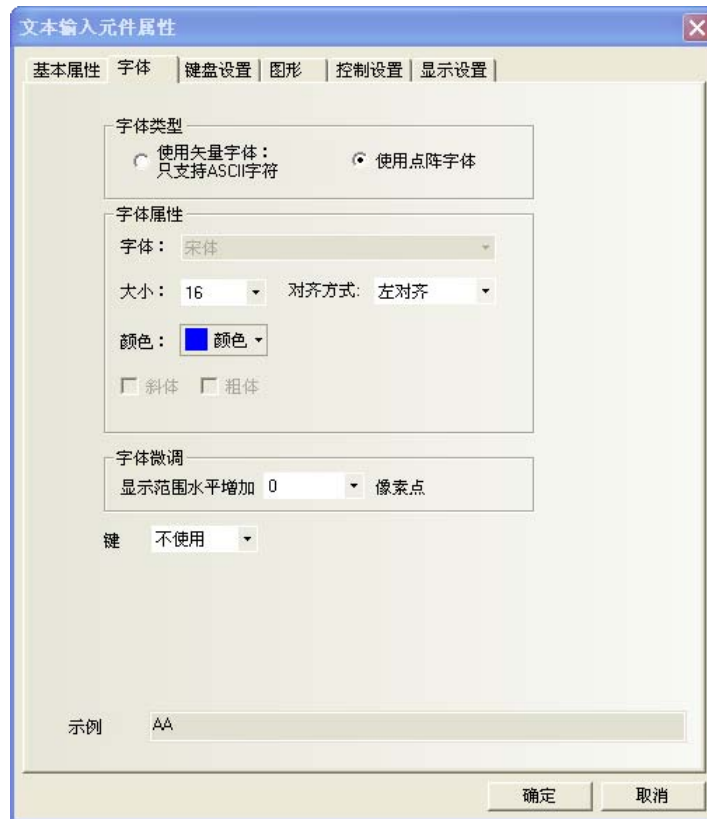 文本输入元件属性
基本属性 字体 键盘设置 图形 控制设置 显示设置
字体类型
使用矢量字体：
只支持ASCII字符
使用点阵字体
字体属性
字体： 宋体
大小： 16 对齐方式: 左对齐
颜色： 颜色
斜体 粗体
字体微调
显示范围水平增加 0 像素点
键 不使用
示例 AA
确定 取消